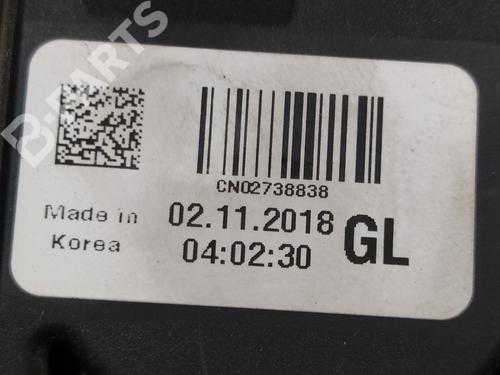 B-PARTS
CN02738838
Made in
Korea
02.11.2018
04:02:30
GL